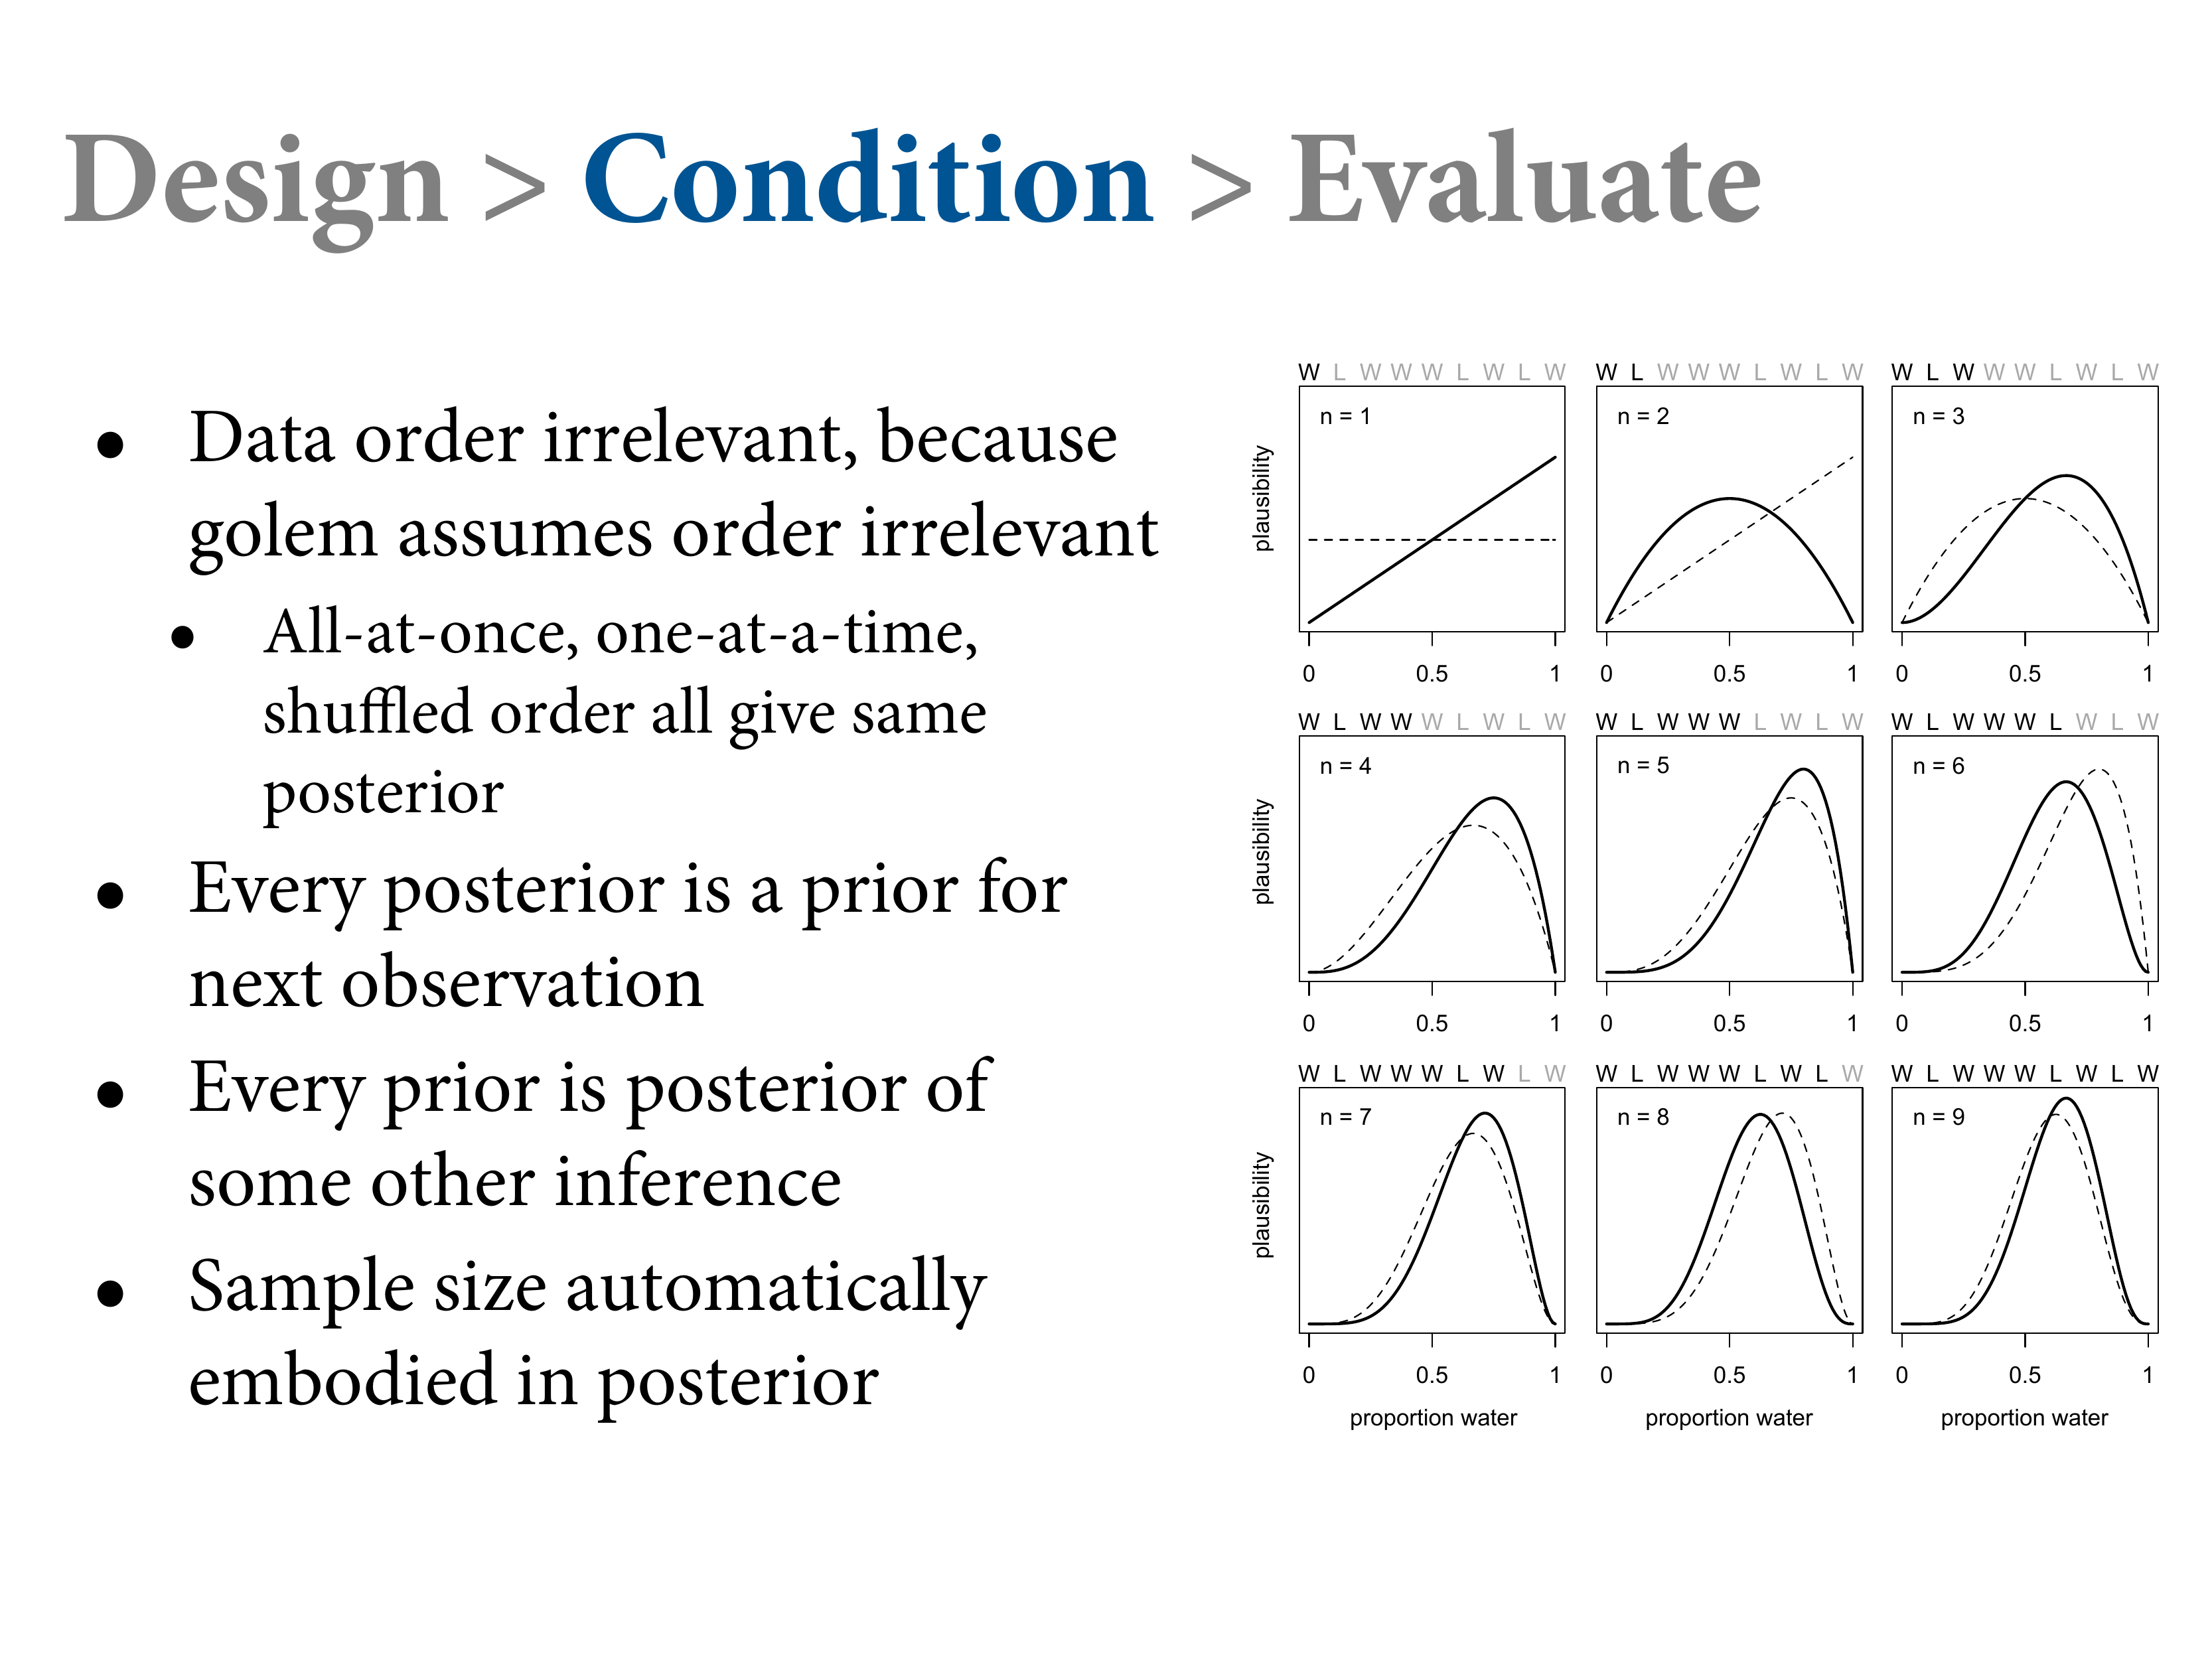 Design > Condition > Evaluate
• Data order irrelevant, because
golem assumes order irrelevant
• All-at-once, one-at-a-time,
shuffled order all give same
posterior
• Every posterior is a prior for
next observation
• Every prior is posterior of
some other inference
• Sample size automatically
embodied in posterior
W L W W W L W L W
n = 1
plausibility
0 0.5 1
W L W W W L W L W
n = 2
0 0.5 1
W L W W W L W L W
n = 3
0 0.5 1
W L W W W L W L W
n = 4
plausibility
0 0.5 1
W L W W W L W L W
n = 5
0 0.5 1
W L W W W L W L W
n = 6
0 0.5 1
W L W W W L W L W
n = 7
plausibility
0 0.5 1
proportion water
W L W W W L W L W
n = 8
0 0.5 1
proportion water
W L W W W L W L W
n = 9
0 0.5 1
proportion water